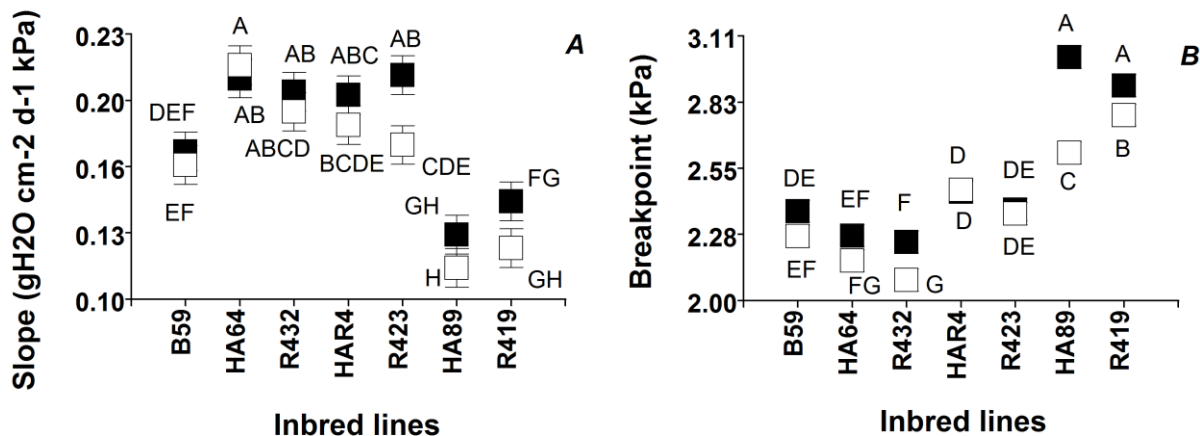 Slope (gH2O cm-2 d-1 kPa)
0.23
0.20
0.16
0.13
0.10
A
A
AB
ABC
AB
DEF
AB
ABCD
BCDE
CDE
EF
GH
FG
H
GH
B59
HA64
R432
HAR4
R423
HA89
R419
Inbred lines
Breakpoint (kPa)
3.11
2.83
2.55
2.28
2.00
B
A
A
B
C
DE
EF
F
D
DE
D
DE
EF
FG
G
B59
HA64
R432
HAR4
R423
HA89
R419
Inbred lines